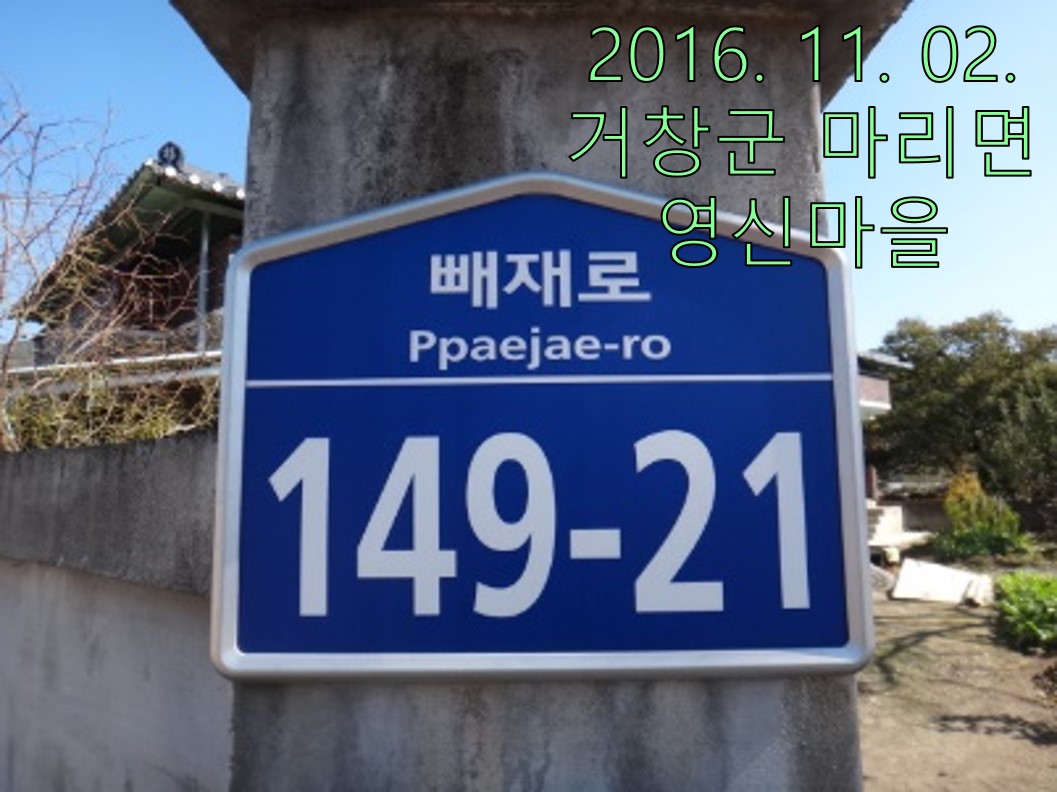 2016. 11. 02.
거창군 마리면
영신마을
빼재로
Ppaejae-ro
149-21